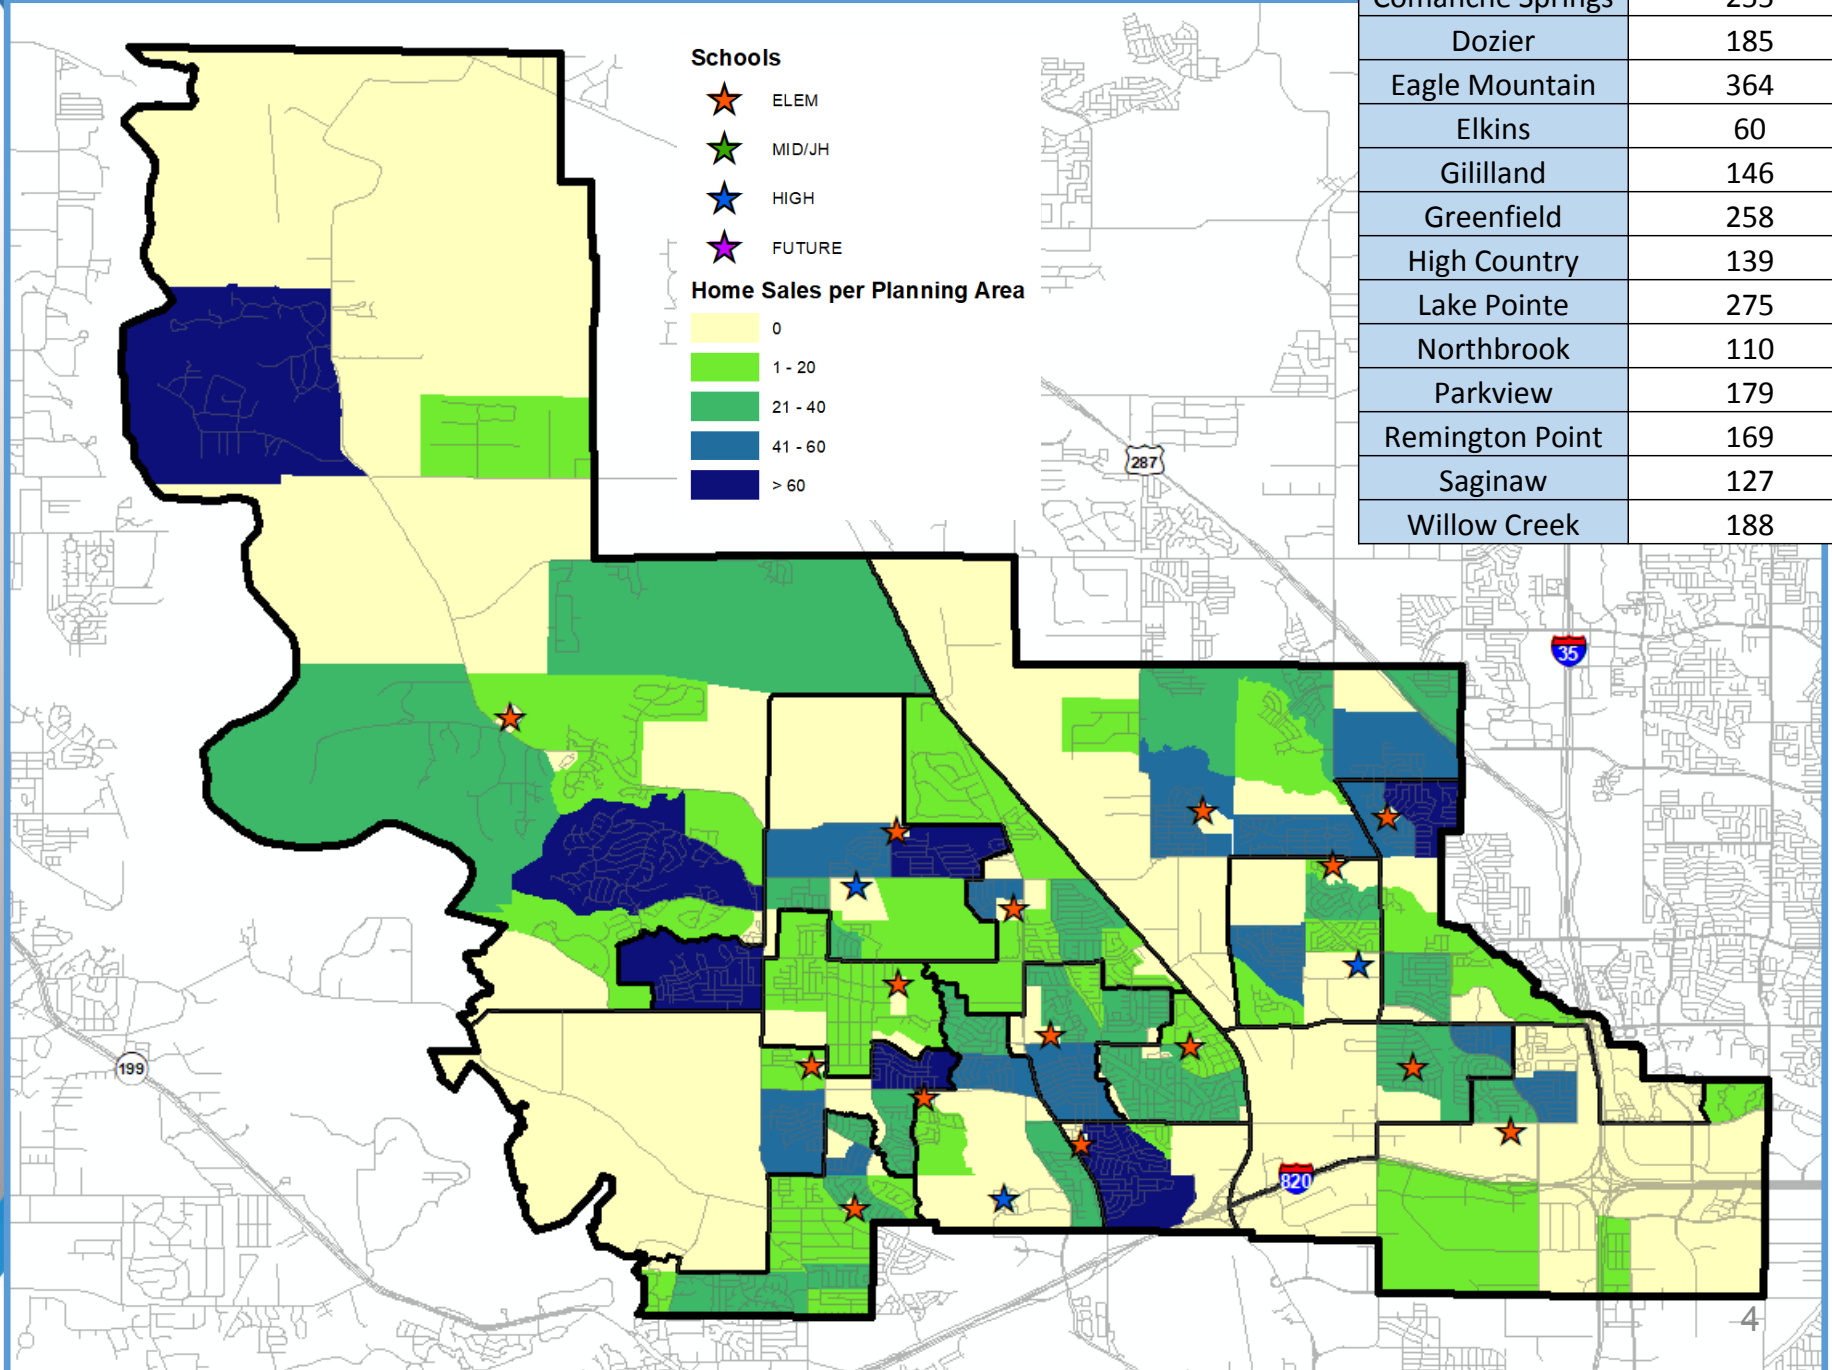 Comanche Springs
Dozier 185
Eagle Mountain 364
Elkins 60
Gililland 146
Greenfield 258
High Country 139
Lake Pointe 275
Northbrook 110
Parkview 179
Remington Point 169
Saginaw 127
Willow Creek 188
Schools
ELEM
MID/JH
HIGH
FUTURE
Home Sales per Planning Area
0
1 - 20
21 - 40
41 - 60
> 60
287
35
199
820
4